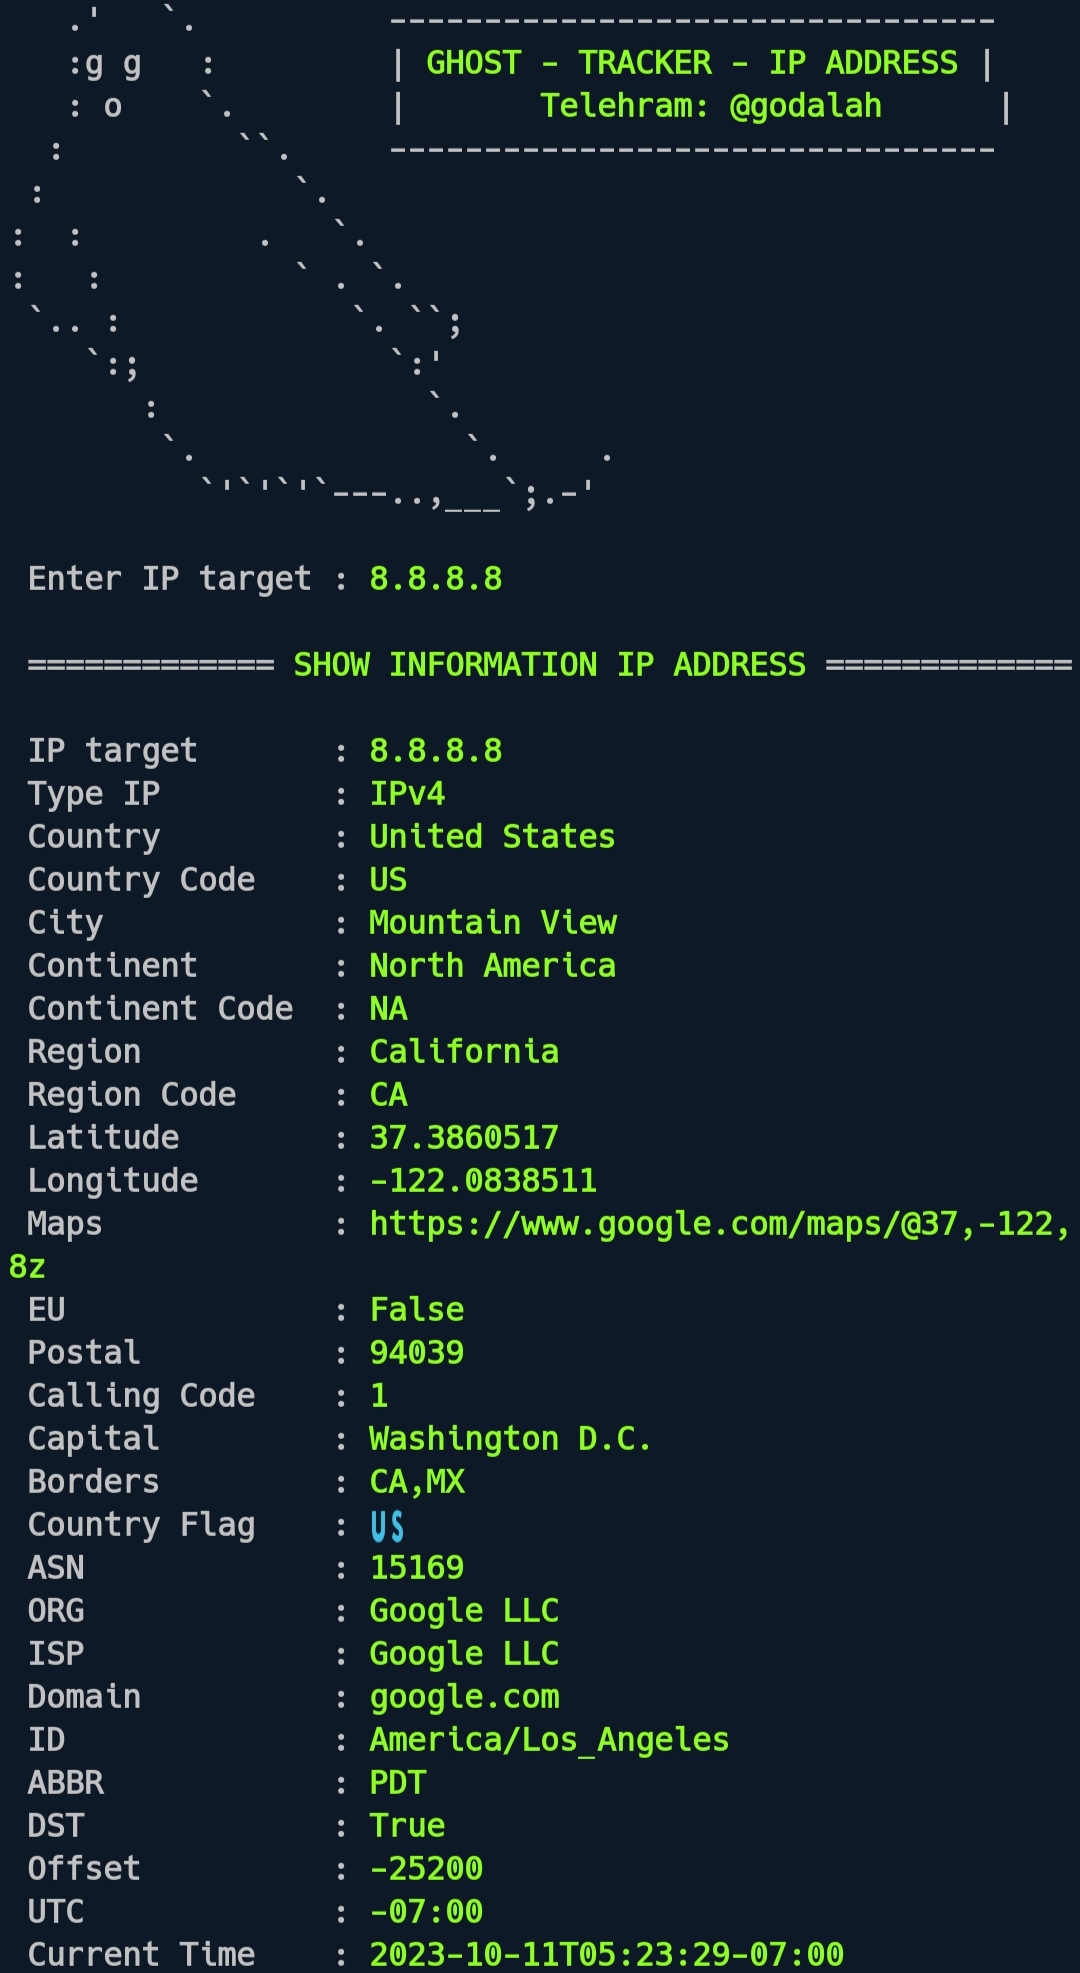 .'   `.          --------------------------------
:g g   :         | GHOST - TRACKER - IP ADDRESS |
: o    `.        |       Telehram: @godalah      |
:         ``.     --------------------------------
:             `.
:  :         .   `.
:   :          ` . `.
`.. :            `. ``;
`:;             `:'
:              `.
`.              `.     .
`'`'`'`---..,___`;.-'
Enter IP target : 8.8.8.8
============= SHOW INFORMATION IP ADDRESS =============
IP target       : 8.8.8.8
Type IP         : IPv4
Country         : United States
Country Code    : US
City            : Mountain View
Continent       : North America
Continent Code  : NA
Region          : California
Region Code     : CA
Latitude        : 37.3860517
Longitude       : -122.0838511
Maps            : https://www.google.com/maps/@37,-122,
8z
EU              : False
Postal          : 94039
Calling Code    : 1
Capital         : Washington D.C.
Borders         : CA,MX
Country Flag    : US
ASN             : 15169
ORG             : Google LLC
ISP             : Google LLC
Domain          : google.com
ID              : America/Los_Angeles
ABBR            : PDT
DST             : True
Offset          : -25200
UTC             : -07:00
Current Time    : 2023-10-11T05:23:29-07:00